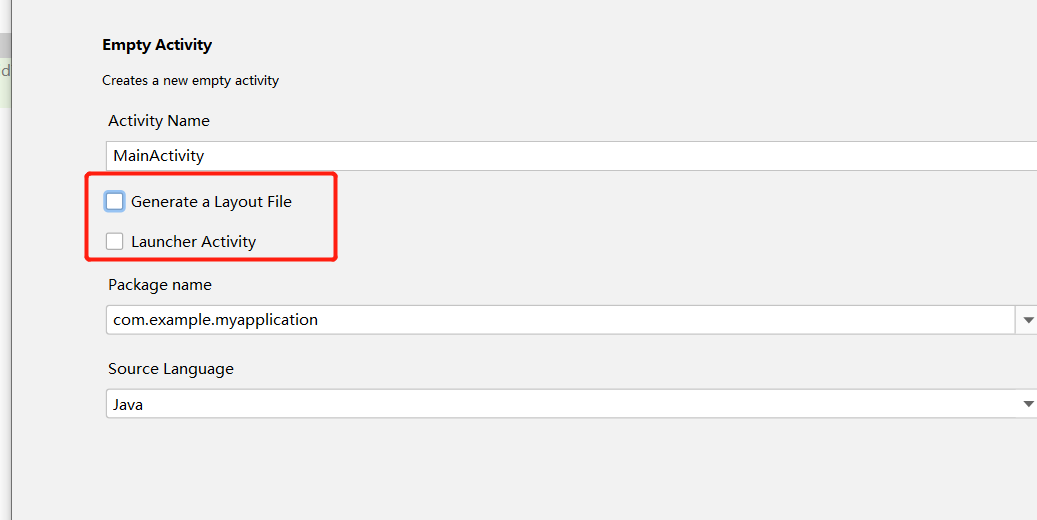 Empty Activity
d
Creates a new empty activity
Activity Name
MainActivity
Generate a Layout File
Launcher Activity
Package name
com.example.myapplication
Source Language
Java